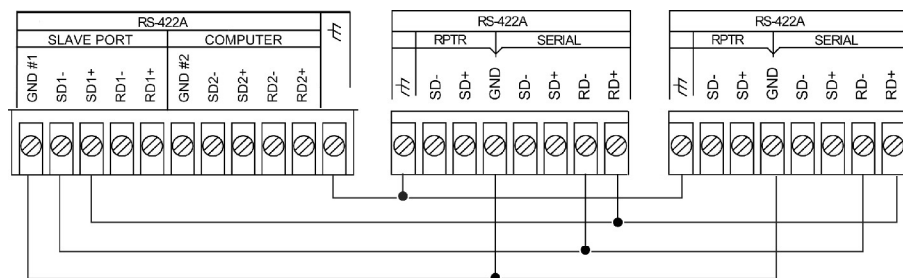 RS-422A
SLAVE PORT COMPUTER
GND #1 SD1- SD1+ RD1- RD1+ GND #2 SD2- SD2+ RD2- RD2+
RS-422A
RPTR SERIAL
SD- SD+ GND SD- SD+ RD- RD+
RS-422A
RPTR SERIAL
SD- SD+ GND SD- SD+ RD- RD+